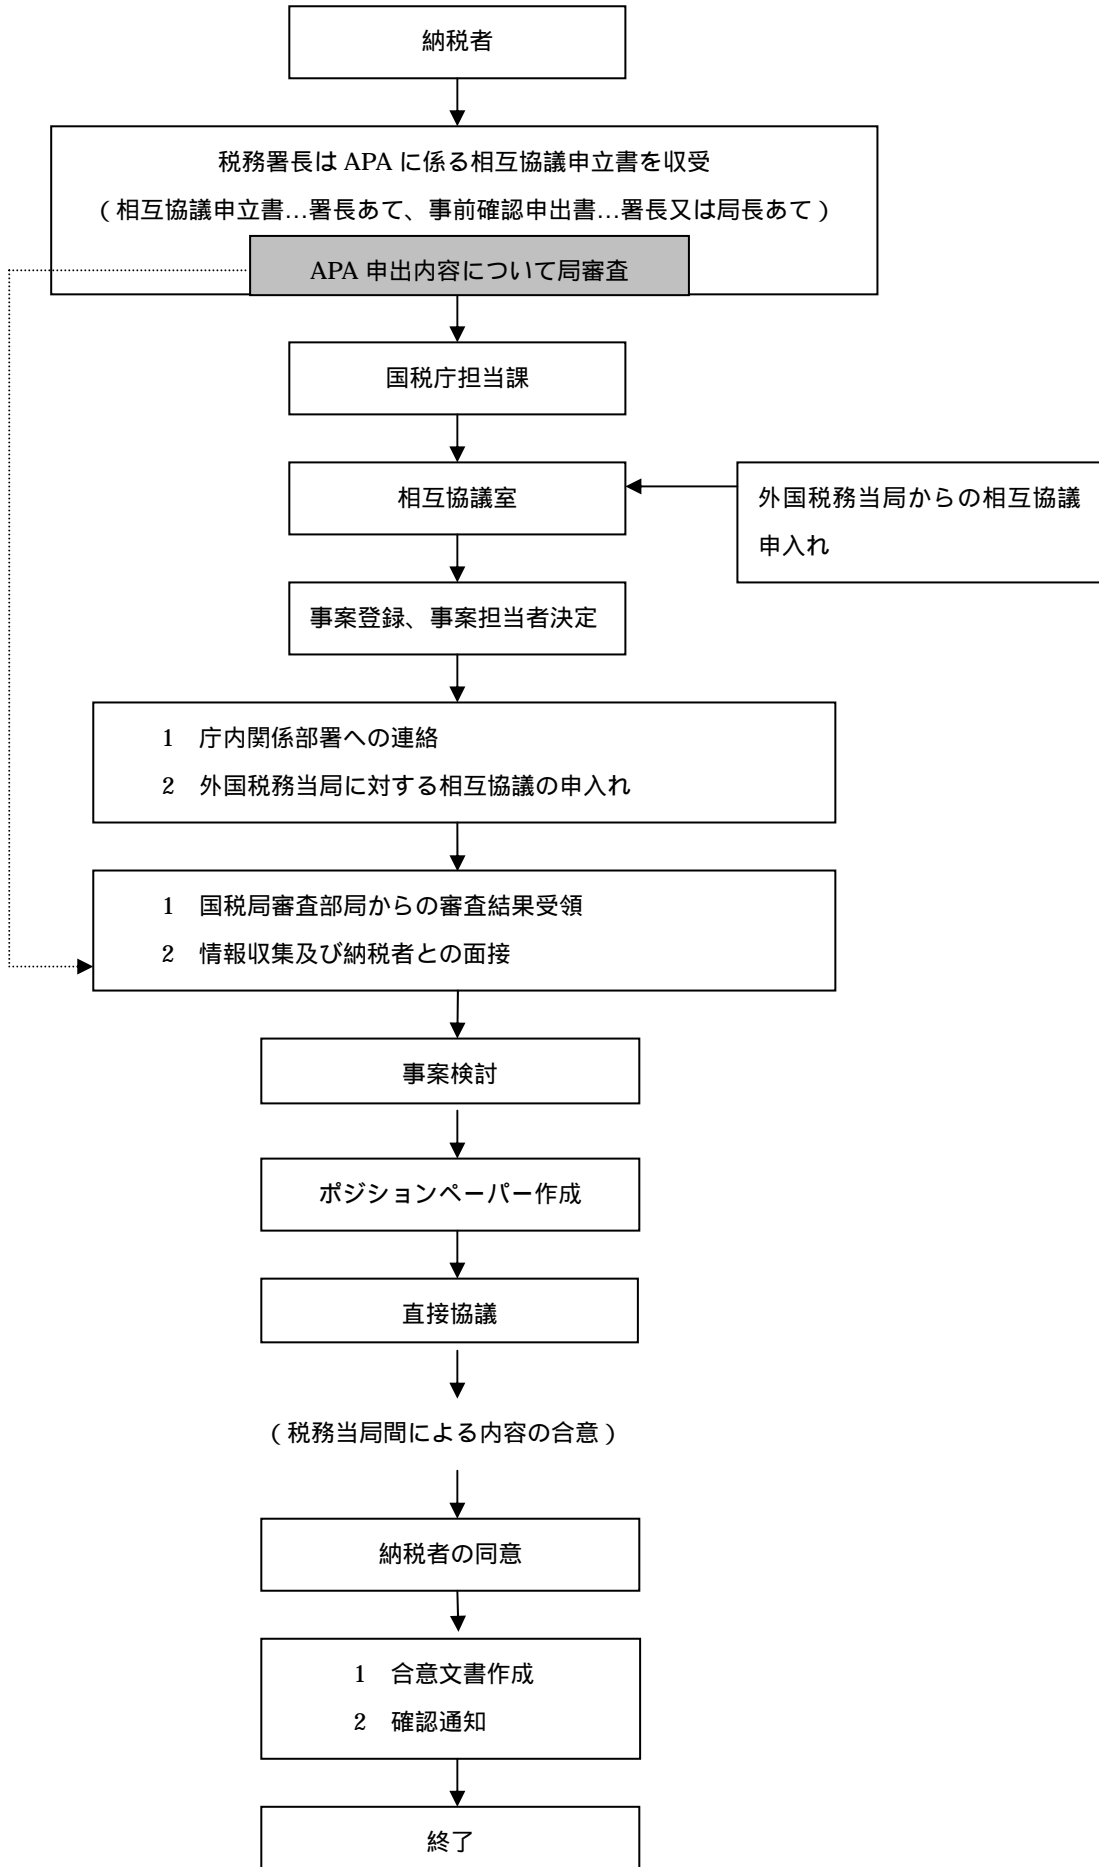 納税者
税務署長は APA に係る相互協議申立書を収受
（相互協議申立書…署長あて、事前確認申出書…署長又は局長あて）
APA 申出内容について局審査
国税庁担当課
相互協議室
外国税務当局からの相互協議
申入れ
事案登録、事案担当者決定
1　庁内関係部署への連絡
2　外国税務当局に対する相互協議の申入れ
1　国税局審査部局からの審査結果受領
2　情報収集及び納税者との面接
事案検討
ポジションペーパー作成
直接協議
（税務当局間による内容の合意）
納税者の同意
1　合意文書作成
2　確認通知
終了